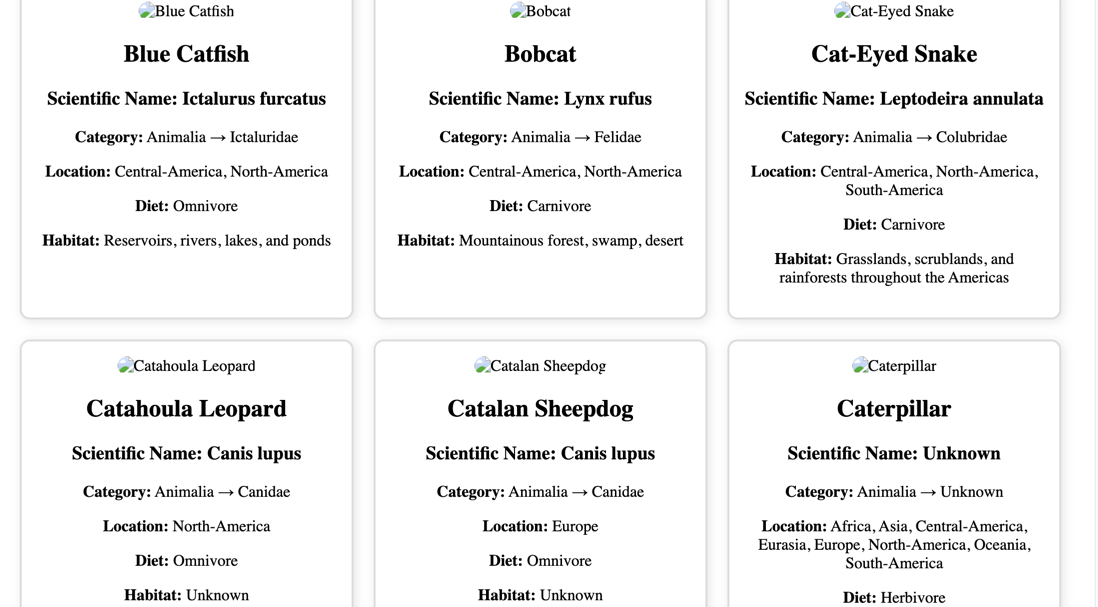 Blue Catfish
Blue Catfish
Scientific Name: Ictalurus furcatus
Category: Animalia → Ictaluridae
Location: Central-America, North-America
Diet: Omnivore
Habitat: Reservoirs, rivers, lakes, and ponds
Bobcat
Bobcat
Scientific Name: Lynx rufus
Category: Animalia → Felidae
Location: Central-America, North-America
Diet: Carnivore
Habitat: Mountainous forest, swamp, desert
Cat-Eyed Snake
Cat-Eyed Snake
Scientific Name: Leptodeira annulata
Category: Animalia → Colubridae
Location: Central-America, North-America,
South-America
Diet: Carnivore
Habitat: Grasslands, scrublands, and
rainforests throughout the Americas
Catahoula Leopard
Catahoula Leopard
Scientific Name: Canis lupus
Category: Animalia → Canidae
Location: North-America
Diet: Omnivore
Habitat: Unknown
Catalan Sheepdog
Catalan Sheepdog
Scientific Name: Canis lupus
Category: Animalia → Canidae
Location: Europe
Diet: Omnivore
Habitat: Unknown
Caterpillar
Caterpillar
Scientific Name: Unknown
Category: Animalia → Unknown
Location: Africa, Asia, Central-America,
Eurasia, Europe, North-America, Oceania,
South-America
Diet: Herbivore